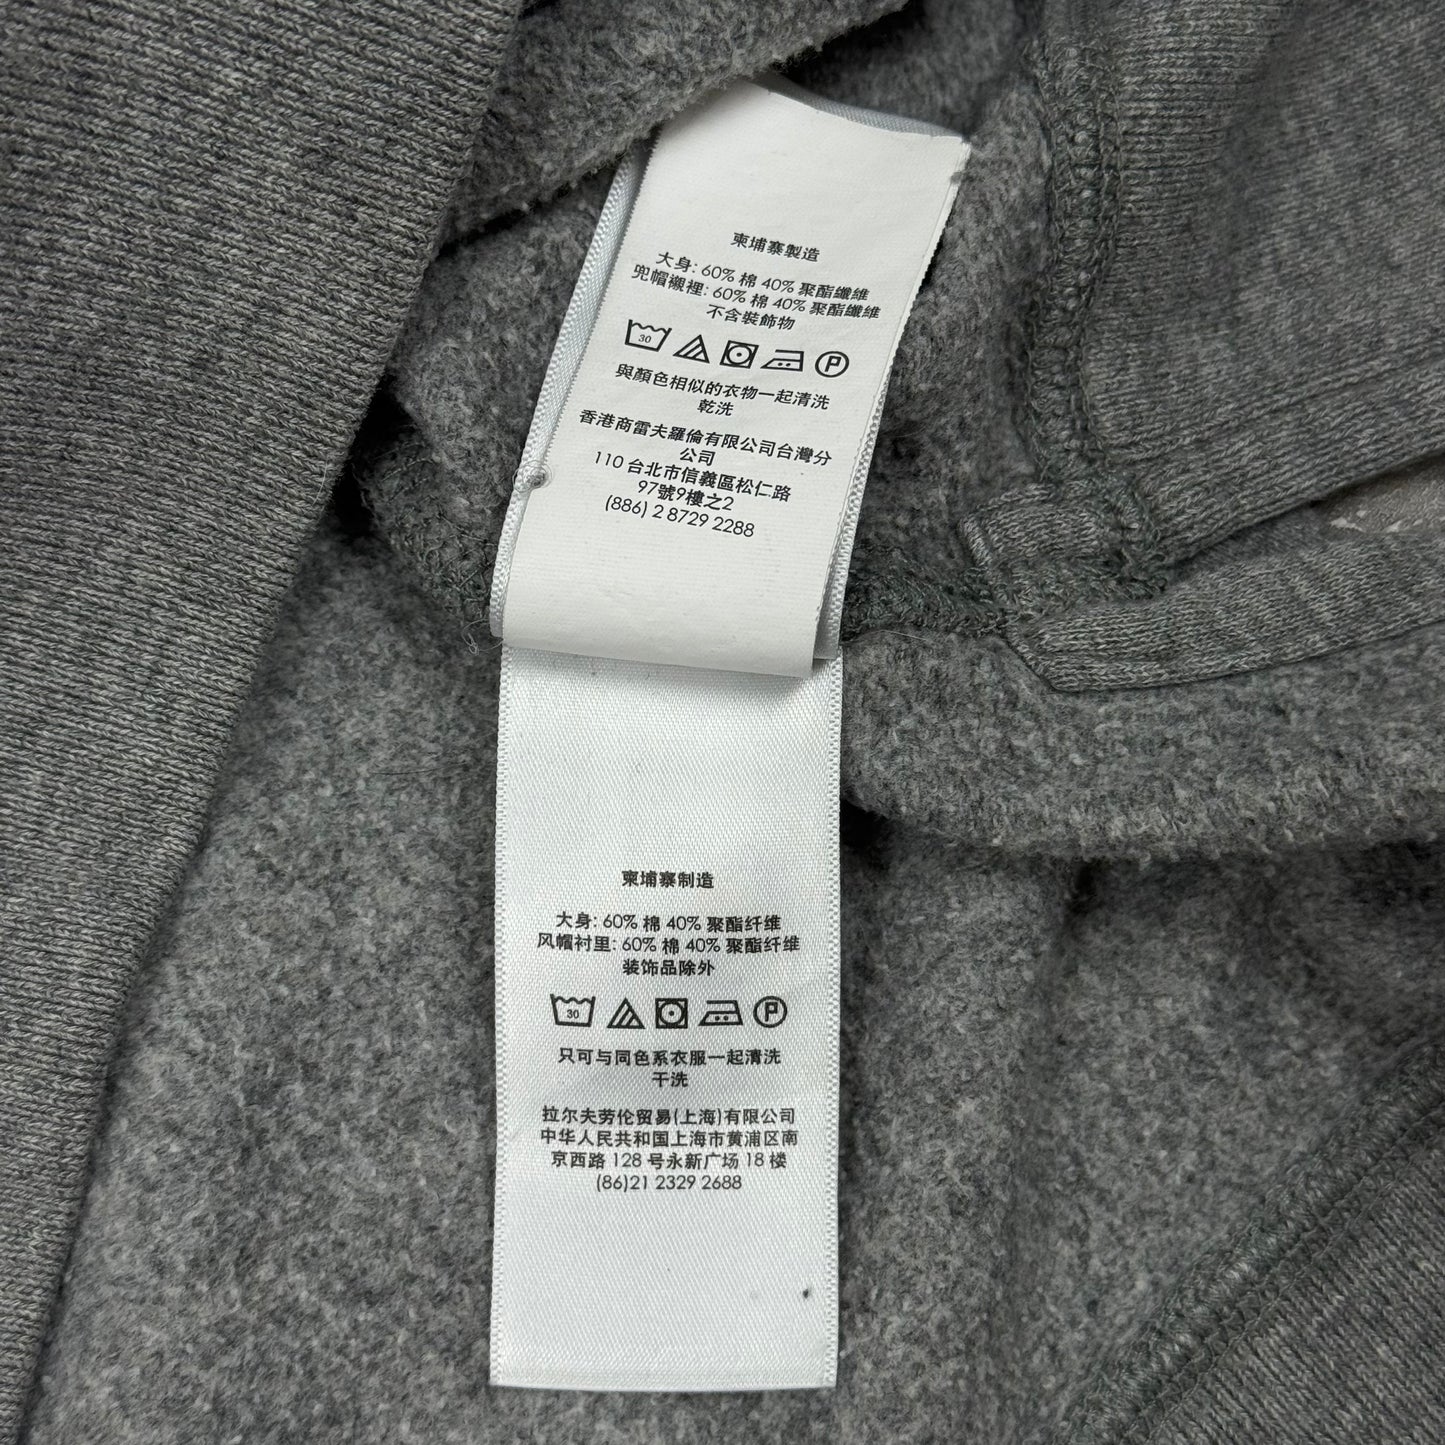 柬埔寨製造
大身: 60% 棉 40% 聚酯纖維
兜帽襯裡: 60% 棉 40% 聚酯纖維
不含裝飾物
30 P
與顏色相似的衣物一起清洗
乾洗
香港商雷夫羅倫有限公司台灣分
公司
110 台北市信義區松仁路
97號9樓之2
(886) 2 8729 2288
柬埔寨制造
大身: 60% 棉 40% 聚酯纤维
风帽衬里: 60% 棉 40% 聚酯纤维
装饰品除外
30 P
只可与同色系衣服一起清洗
干洗
拉尔夫劳伦贸易(上海)有限公司
中华人民共和国上海市黄浦区南
京西路 128 号永新广场 18 楼
(86)21 2329 2688